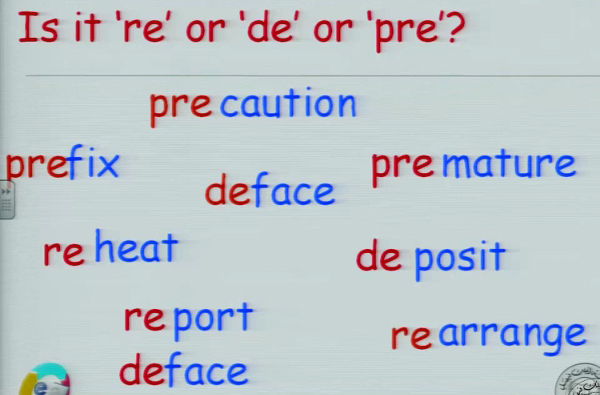 Is it ‘re’ or ‘de’ or ‘pre’?
pre caution
prefix
pre mature
deface
re heat
de posit
re port
re arrange
deface